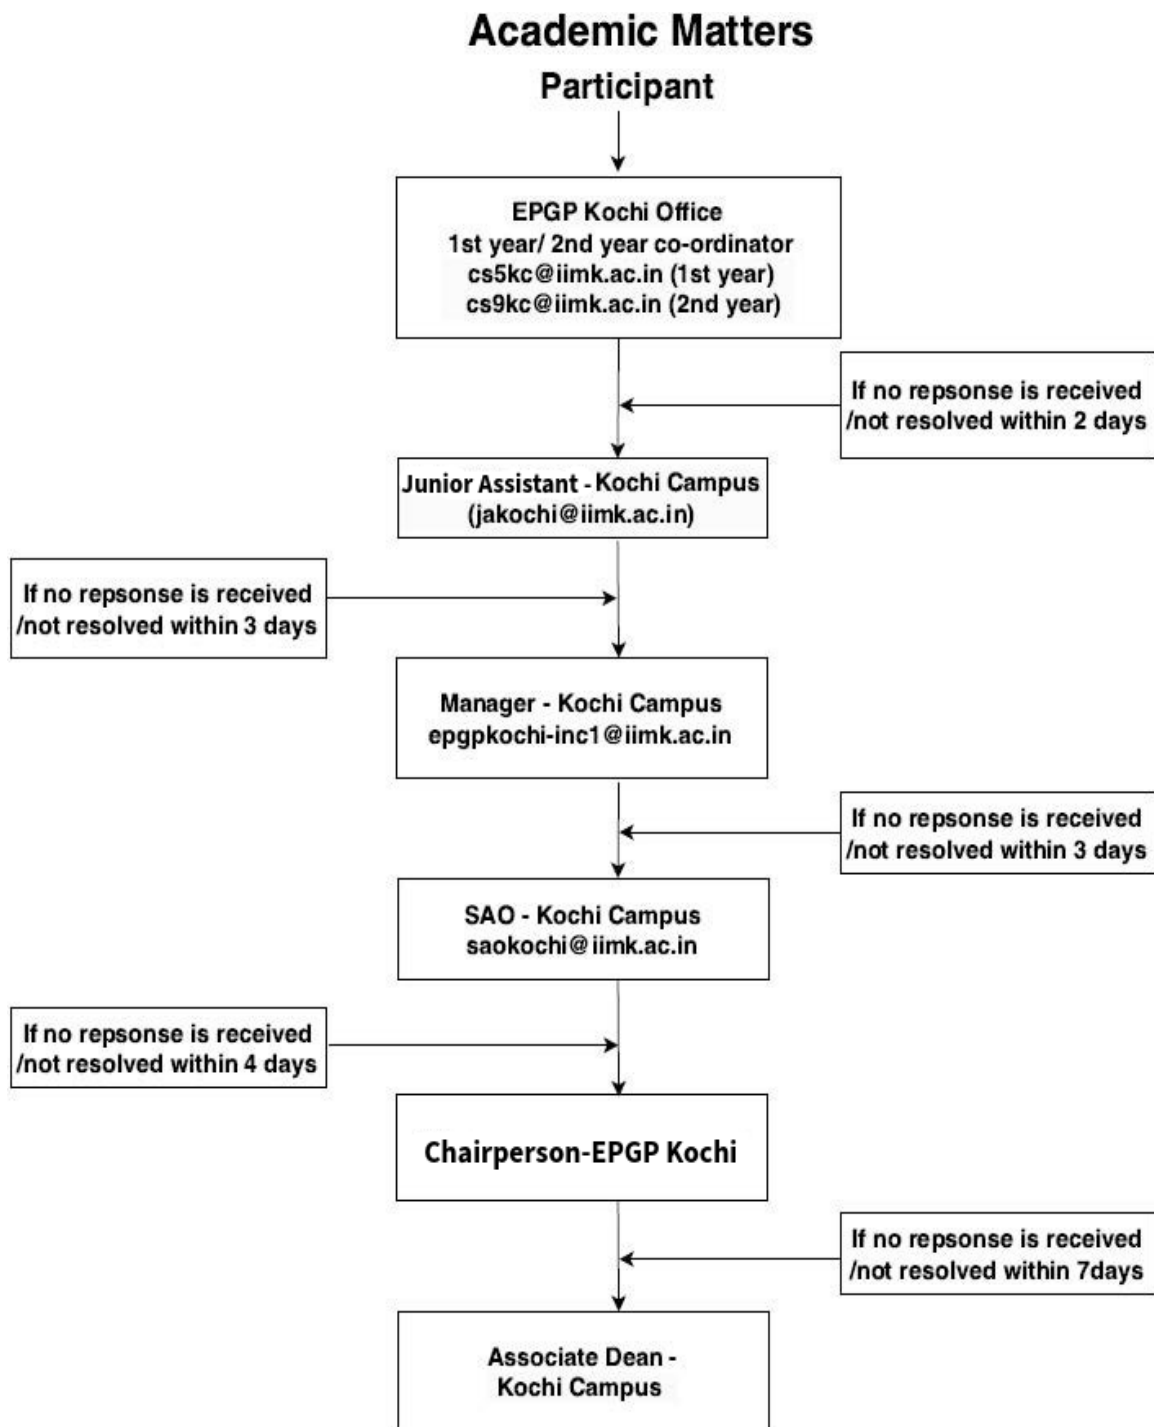 Academic Matters
Participant
EPGP Kochi Office
1st year/ 2nd year co-ordinator
cs5kc@iimk.ac.in (1st year)
cs9kc@iimk.ac.in (2nd year)
If no repsonse is received
/not resolved within 2 days
Junior Assistant - Kochi Campus
(jakochi@iimk.ac.in)
If no repsonse is received
/not resolved within 3 days
Manager - Kochi Campus
epgpkochi-inc1@iimk.ac.in
If no repsonse is received
/not resolved within 3 days
SAO - Kochi Campus
saokochi@iimk.ac.in
If no repsonse is received
/not resolved within 4 days
Chairperson-EPGP Kochi
If no repsonse is received
/not resolved within 7days
Associate Dean -
Kochi Campus